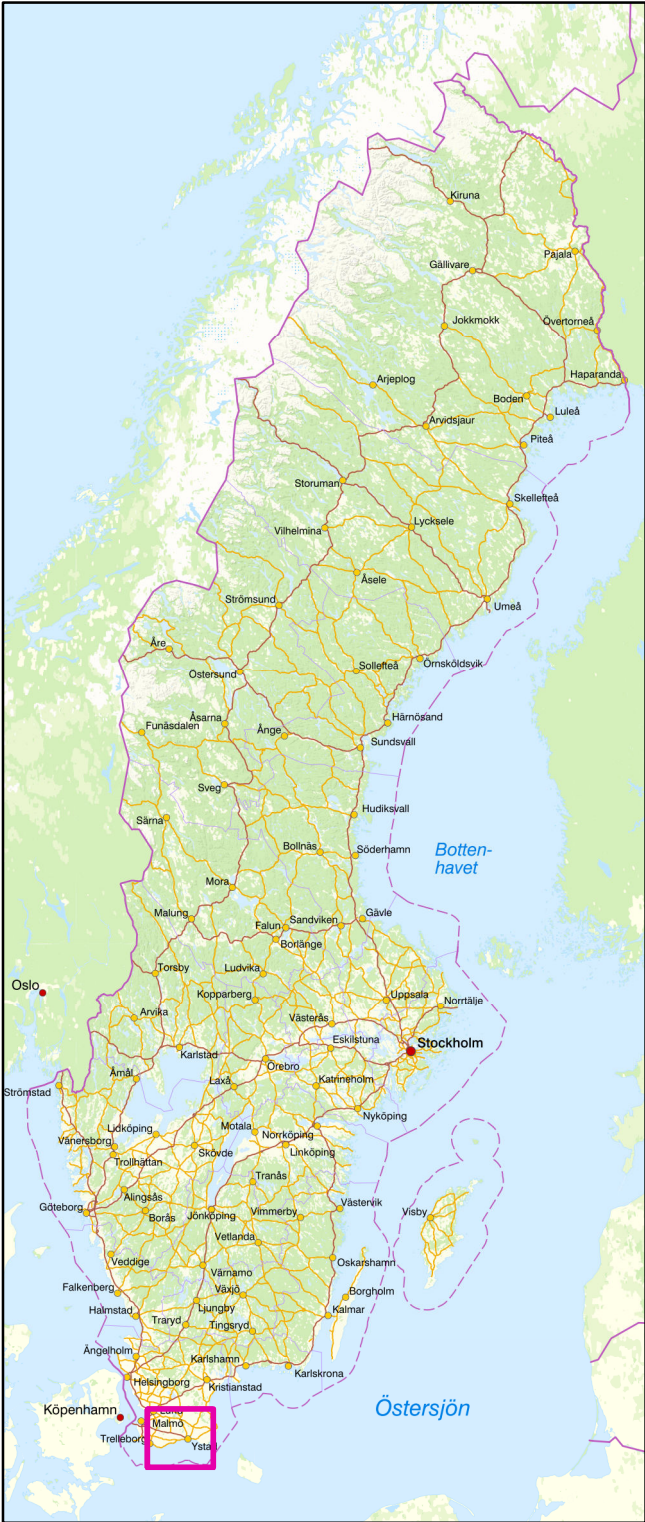 Kiruna
Pajala
Gällivare
Jokkmokk
Övertorneå
Haparanda
Arjeplog
Boden
Luleå
Arvidsjaur
Piteå
Storuman
Skellefteå
Vilhelmina
Lycksele
Åsele
Strömsund
Umeå
Åre
Östersund
Sollefteå
Örnsköldsvik
Åsarna
Funäsdalen
Ånge
Härnösand
Sundsvall
Sveg
Särna
Hudiksvall
Bollnäs
Söderhamn
Botten-
havet
Mora
Malung
Falun
Sandviken
Gävle
Borlänge
Torsby
Ludvika
Oslo
Kopparberg
Uppsala
Norrtälje
Arvika
Västerås
Eskilstuna
Stockholm
Karlstad
Örebro
Åmål
Laxå
Katrineholm
Strömstad
Nyköping
Lidköping
Motala
Norrköping
Vänersborg
Trollhättan
Skövde
Linköping
Tranås
Alingsås
Göteborg
Borås
Jönköping
Vimmerby
Västervik
Visby
Vetlanda
Veddige
Värnamo
Oskarshamn
Falkenberg
Växjö
Borgholm
Halmstad
Ljungby
Kalmar
Traryd
Tingsryd
Ängelholm
Karlshamn
Karlskrona
Helsingborg
Kristianstad
Köpenhamn
Östersjön
Lund
Malmö
Trelleborg
Ystad